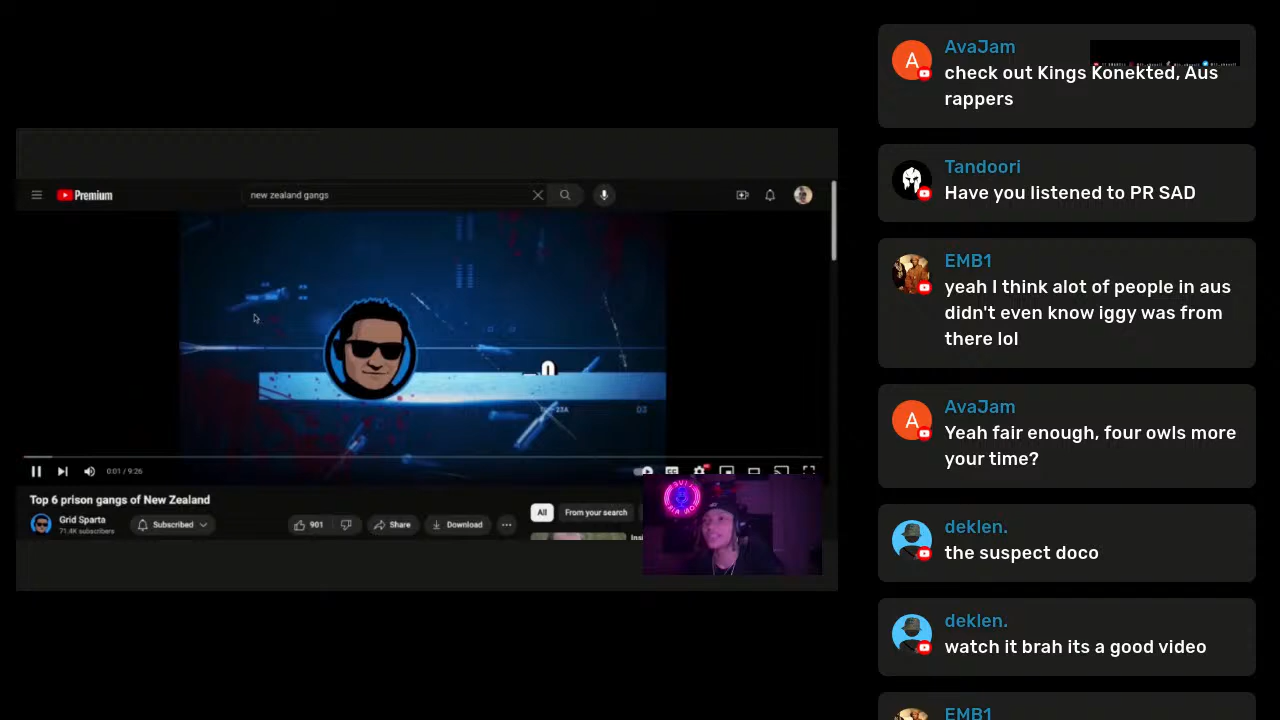 Premium
new zealand gangs
03
0:01 / 9:26
Top 6 prison gangs of New Zealand
Grid Sparta
71.4K subscribers
Subscribed
901
Share
Download
All
From your search
AvaJam
check out Kings Konekted, Aus
rappers
Tandoori
Have you listened to PR SAD
EMB1
yeah I think alot of people in aus
didn't even know iggy was from
there lol
AvaJam
Yeah fair enough, four owls more
your time?
deklen.
the suspect doco
deklen.
watch it brah its a good video
EMB1